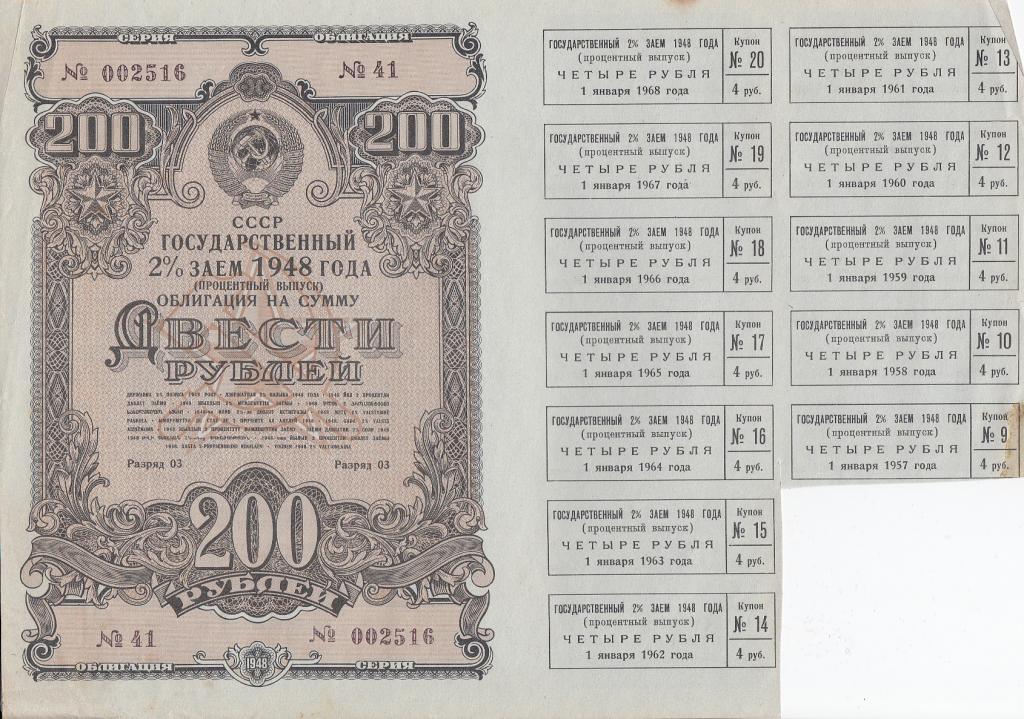 СЕРИЯ ОБЛИГАЦИЯ
№ 002516 № 41
200 200
СССР
ГОСУДАРСТВЕННЫЙ
2% ЗАЕМ 1948 ГОДА
(ПРОЦЕНТНЫЙ ВЫПУСК)
ОБЛИГАЦИЯ НА СУММУ
ДВЕСТИ
РУБЛЕЙ
Разряд 03 Разряд 03
200
РУБЛЕЙ
№ 41 № 002516
ОБЛИГАЦИЯ 1948 СЕРИЯ
ГОСУДАРСТВЕННЫЙ 2% ЗАЕМ 1948 ГОДА
(процентный выпуск)
ЧЕТЫРЕ РУБЛЯ
1 января 1968 года
Купон
№ 20
4 руб.
ГОСУДАРСТВЕННЫЙ 2% ЗАЕМ 1948 ГОДА
(процентный выпуск)
ЧЕТЫРЕ РУБЛЯ
1 января 1967 года
Купон
№ 19
4 руб.
ГОСУДАРСТВЕННЫЙ 2% ЗАЕМ 1948 ГОДА
(процентный выпуск)
ЧЕТЫРЕ РУБЛЯ
1 января 1966 года
Купон
№ 18
4 руб.
ГОСУДАРСТВЕННЫЙ 2% ЗАЕМ 1948 ГОДА
(процентный выпуск)
ЧЕТЫРЕ РУБЛЯ
1 января 1965 года
Купон
№ 17
4 руб.
ГОСУДАРСТВЕННЫЙ 2% ЗАЕМ 1948 ГОДА
(процентный выпуск)
ЧЕТЫРЕ РУБЛЯ
1 января 1964 года
Купон
№ 16
4 руб.
ГОСУДАРСТВЕННЫЙ 2% ЗАЕМ 1948 ГОДА
(процентный выпуск)
ЧЕТЫРЕ РУБЛЯ
1 января 1963 года
Купон
№ 15
4 руб.
ГОСУДАРСТВЕННЫЙ 2% ЗАЕМ 1948 ГОДА
(процентный выпуск)
ЧЕТЫРЕ РУБЛЯ
1 января 1962 года
Купон
№ 14
4 руб.
ГОСУДАРСТВЕННЫЙ 2% ЗАЕМ 1948 ГОДА
(процентный выпуск)
ЧЕТЫРЕ РУБЛЯ
1 января 1961 года
Купон
№ 13
4 руб.
ГОСУДАРСТВЕННЫЙ 2% ЗАЕМ 1948 ГОДА
(процентный выпуск)
ЧЕТЫРЕ РУБЛЯ
1 января 1960 года
Купон
№ 12
4 руб.
ГОСУДАРСТВЕННЫЙ 2% ЗАЕМ 1948 ГОДА
(процентный выпуск)
ЧЕТЫРЕ РУБЛЯ
1 января 1959 года
Купон
№ 11
4 руб.
ГОСУДАРСТВЕННЫЙ 2% ЗАЕМ 1948 ГОДА
(процентный выпуск)
ЧЕТЫРЕ РУБЛЯ
1 января 1958 года
Купон
№ 10
4 руб.
ГОСУДАРСТВЕННЫЙ 2% ЗАЕМ 1948 ГОДА
(процентный выпуск)
ЧЕТЫРЕ РУБЛЯ
1 января 1957 года
Купон
№ 9
4 руб.